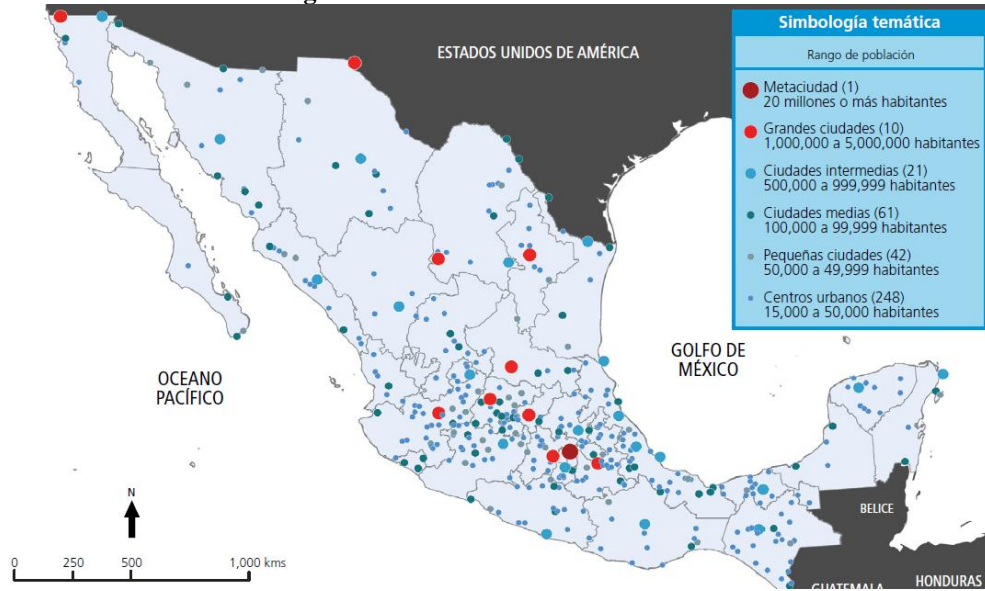 ESTADOS UNIDOS DE AMÉRICA
Simbología temática
Rango de población
Metaciudad (1)
20 millones o más habitantes
Grandes ciudades (10)
1,000,000 a 5,000,000 habitantes
Ciudades intermedias (21)
500,000 a 999,999 habitantes
Ciudades medias (61)
100,000 a 99,999 habitantes
Pequeñas ciudades (42)
50,000 a 49,999 habitantes
Centros urbanos (248)
15,000 a 50,000 habitantes
GOLFO DE
MÉXICO
OCEANO
PACÍFICO
N
0 250 500 1,000 kms
BELICE
GUATEMALA
HONDURAS